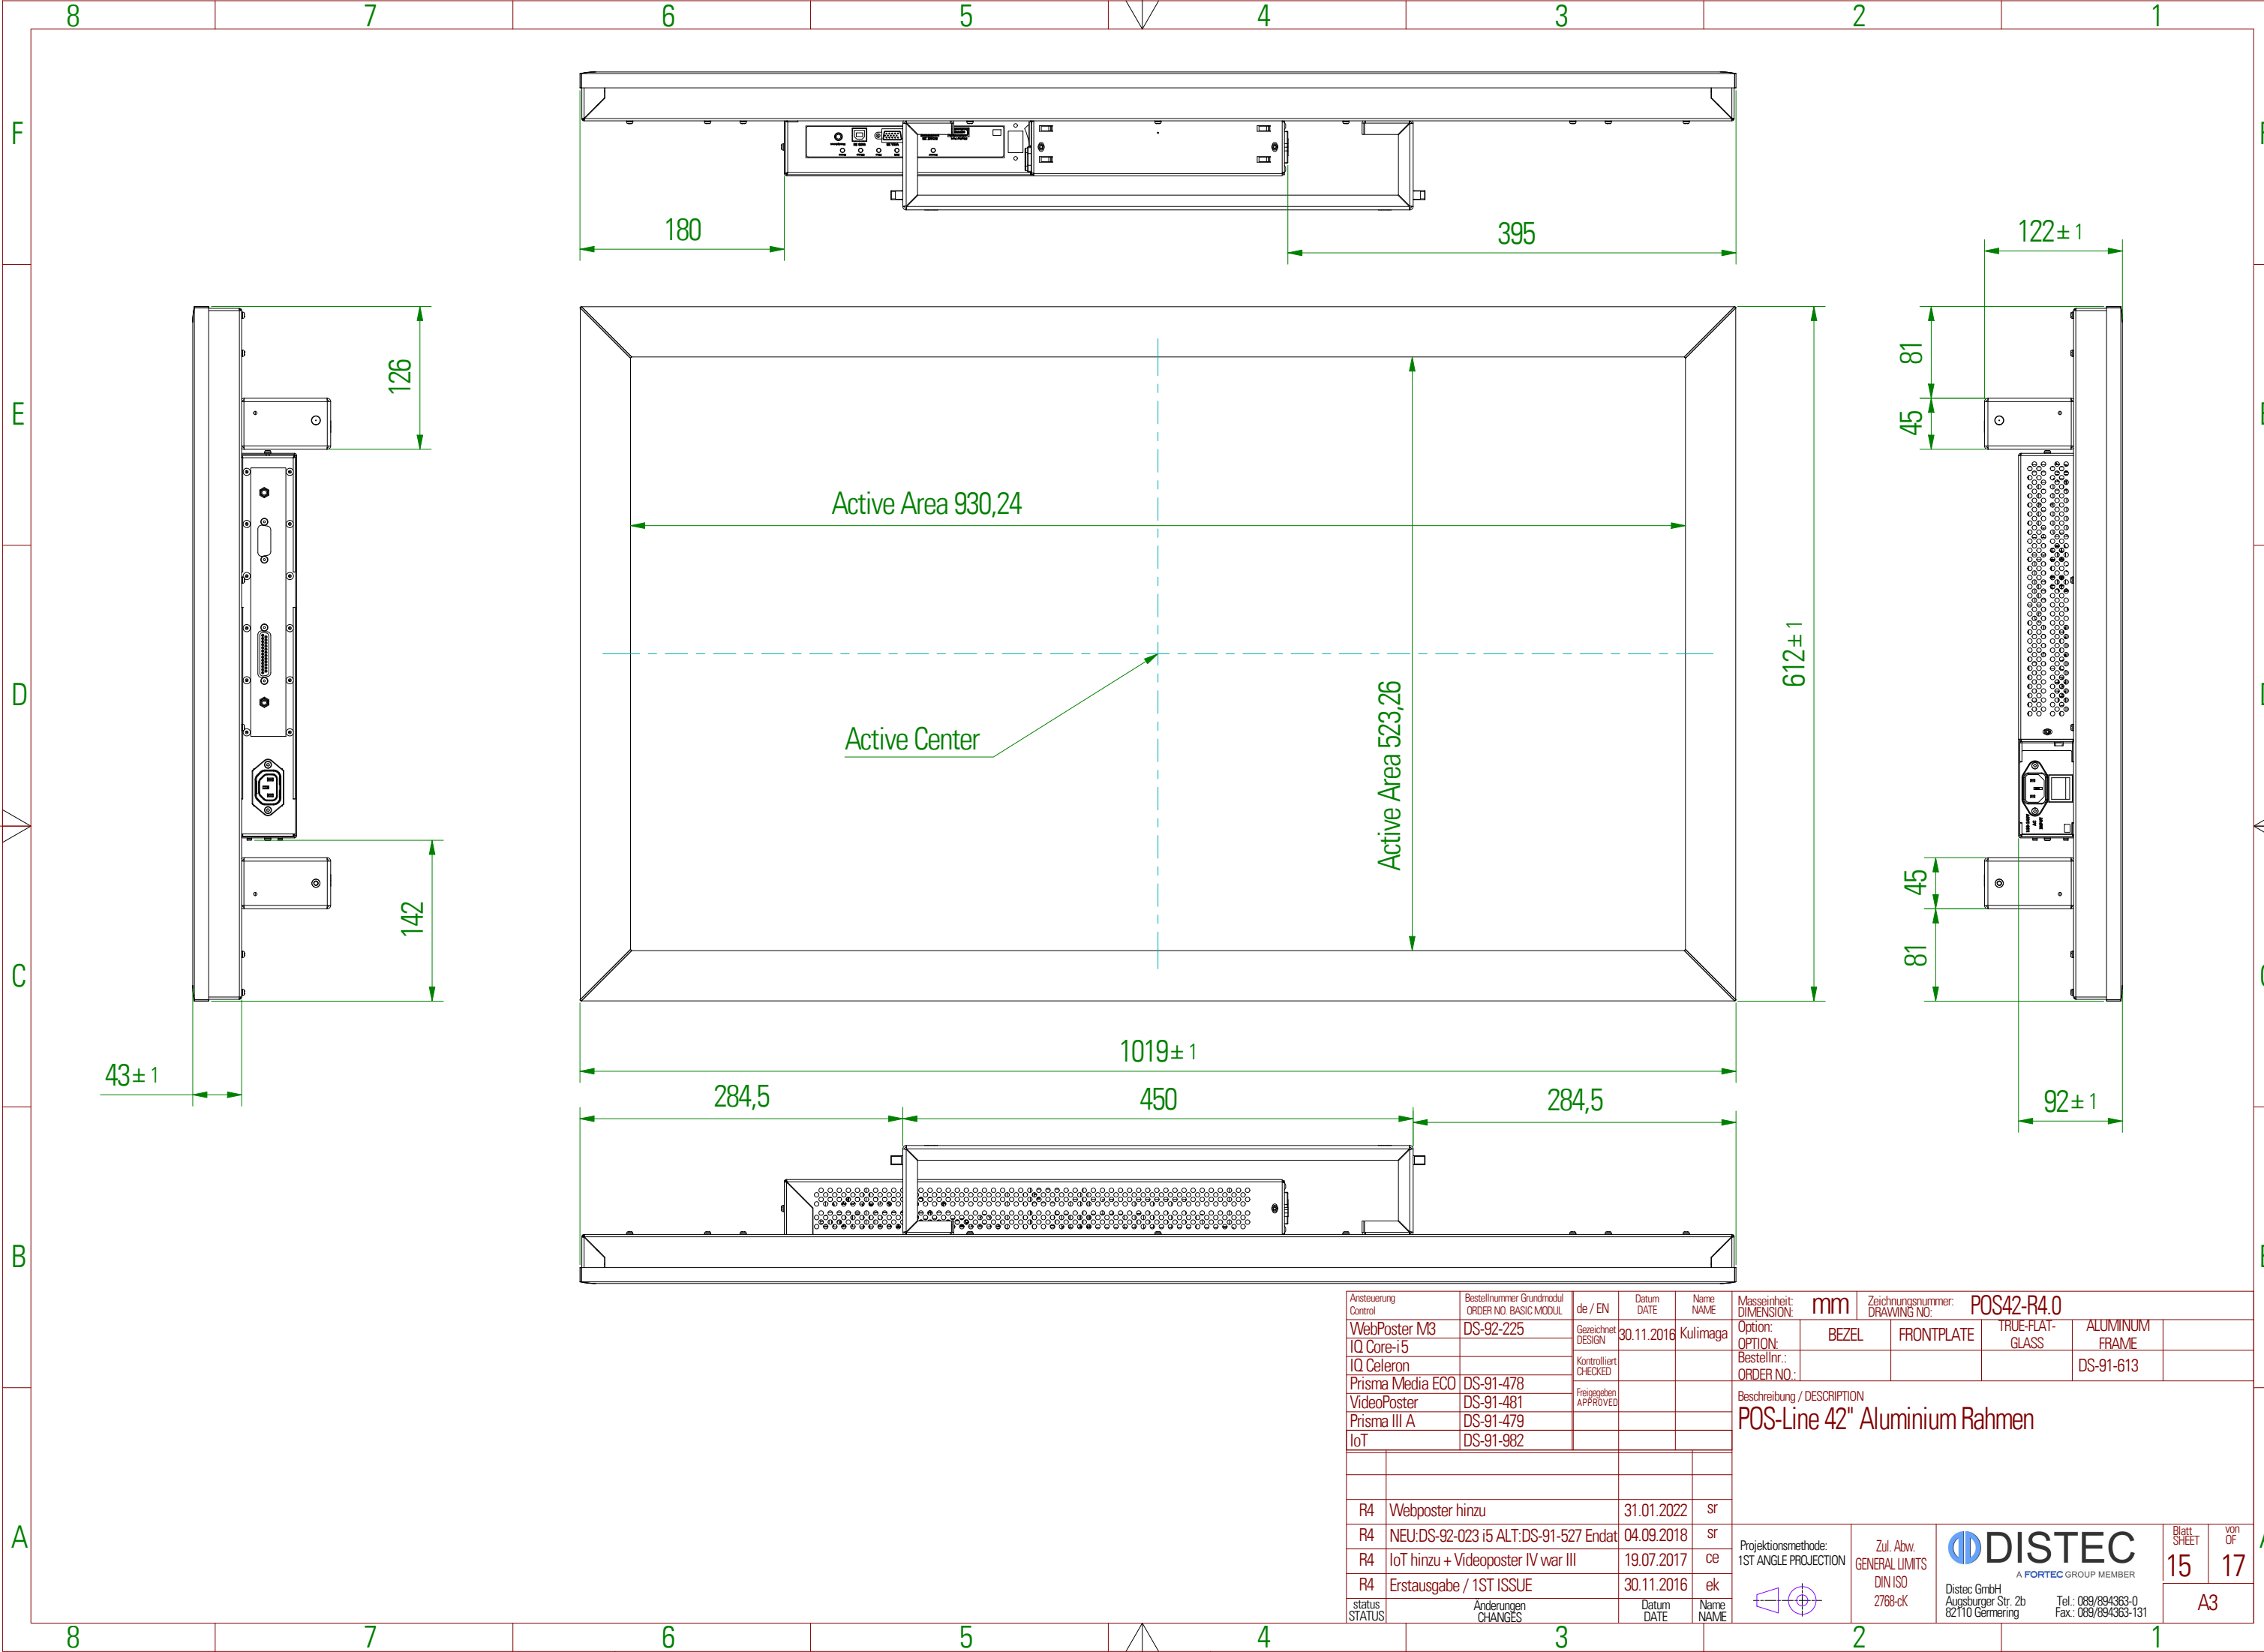 8 7 6 5 4 3 2 1
F
E
D
C
B
A
180
395
122± 1
126
81
45
Active Area 930,24
612± 1
Active Area 523,26
Active Center
142
45
81
43± 1
1019± 1
284,5 450 284,5
92± 1
Ansteuerung
Control
Bestellnummer Grundmodul
ORDER NO. BASIC MODUL
WebPoster M3 DS-92-225
IQ Core-i5
IQ Celeron
Prisma Media ECO DS-91-478
VideoPoster DS-91-481
Prisma III A DS-91-479
IoT DS-91-982
de / EN
Datum
DATE
Name
NAME
Gezeichnet
DESIGN
30.11.2016 Kulimaga
Kontrolliert
CHECKED
Freigegeben
APPROVED
Masseinheit:
DIMENSION:
mm
Zeichnungsnummer:
DRAWING NO.:
POS42-R4.0
Option:
OPTION:
BEZEL
FRONTPLATE
TRUE-FLAT-
GLASS
ALUMINUM
FRAME
Bestellnr.:
ORDER NO.:
DS-91-613
Beschreibung / DESCRIPTION
POS-Line 42" Aluminium Rahmen
R4 Webposter hinzu 31.01.2022 sr
R4 NEU:DS-92-023 i5 ALT:DS-91-527 Endat 04.09.2018 sr
R4 IoT hinzu + Videoposter IV war III 19.07.2017 ce
R4 Erstausgabe / 1ST ISSUE 30.11.2016 ek
status
STATUS
Änderungen
CHANGES
Datum
DATE
Name
NAME
Projektionsmethode:
1ST ANGLE PROJECTION
Zul. Abw.
GENERAL LIMITS
DIN ISO
2768-cK
DISTEC
A FORTEC GROUP MEMBER
Distec GmbH
Augsburger Str. 2b
82110 Germering
Tel.: 089/894363-0
Fax.: 089/894363-131
Blatt
SHEET
15
von
OF
17
A3
8 7 6 5 4 3 2 1